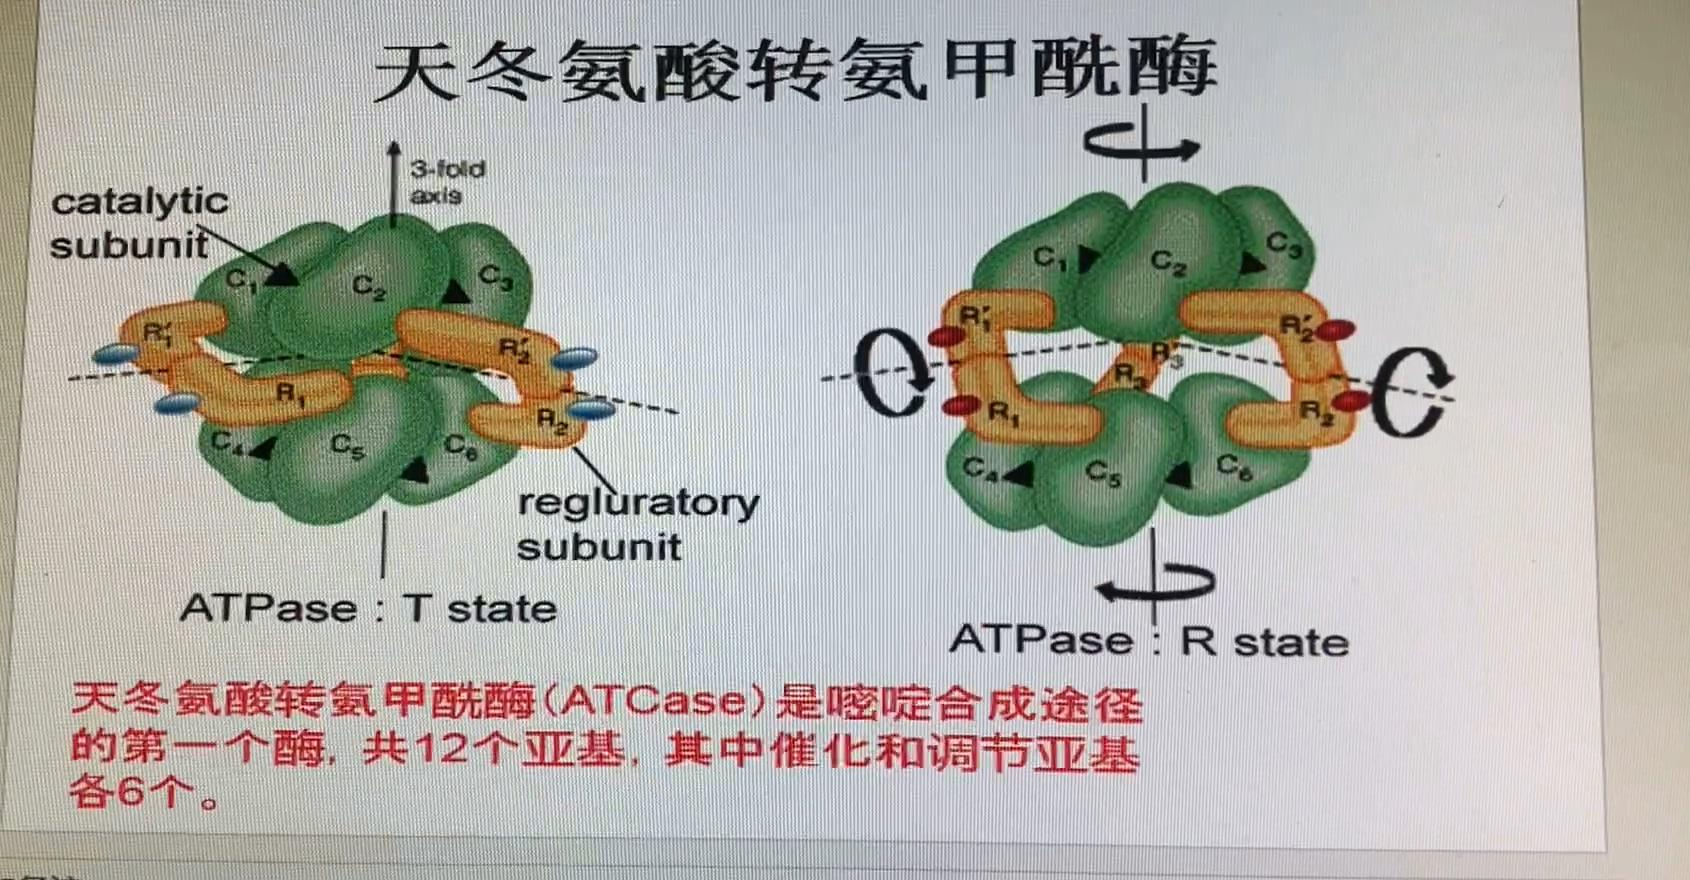 天冬氨酸转氨甲酰酶
3-fold
axis
catalytic
subunit
C₁
C₂
C₃
R₁′
R₂′
R₁
R₂
C₄
C₅
C₆
regluratory
subunit
ATPase : T state
C₁
C₂
C₃
R₁′
R₂′
R₃′
R₃
R₁
R₂
C₄
C₅
C₆
ATPase : R state
天冬氨酸转氨甲酰酶(ATCase)是嘧啶合成途径
的第一个酶, 共12个亚基, 其中催化和调节亚基
各6个。